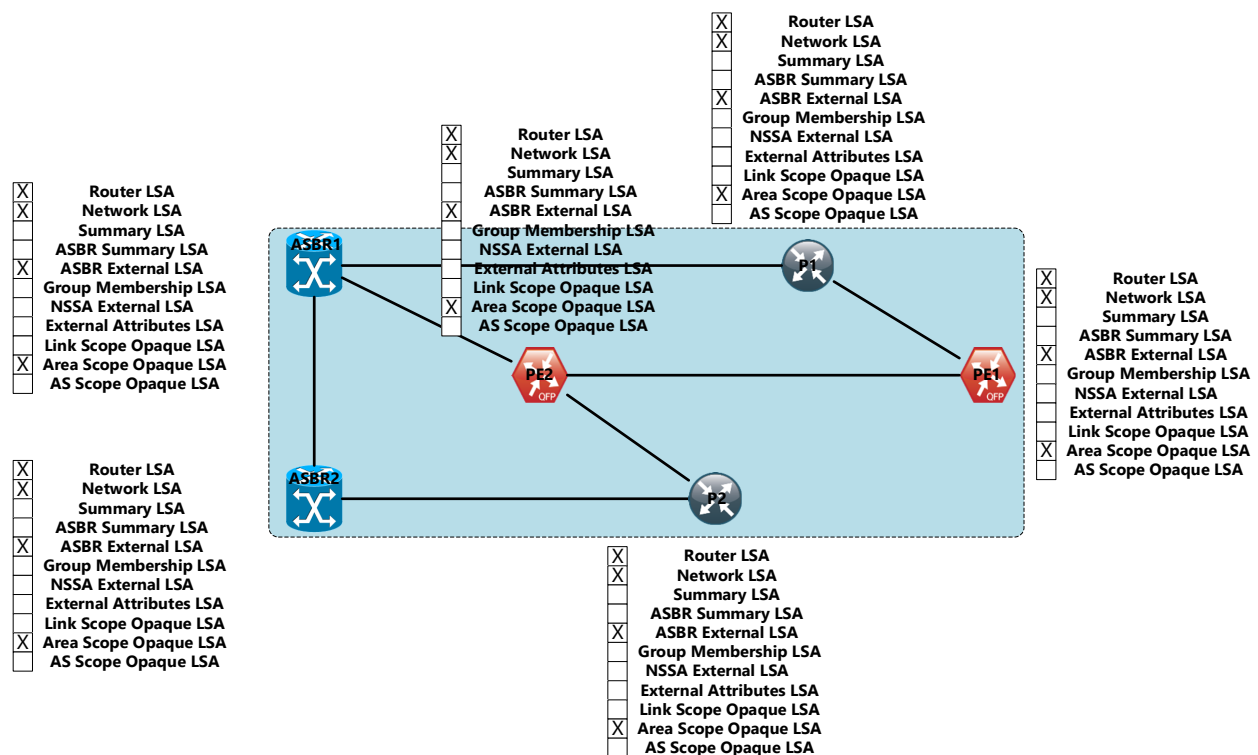 X Router LSA
X Network LSA
Summary LSA
ASBR Summary LSA
X ASBR External LSA
Group Membership LSA
NSSA External LSA
External Attributes LSA
Link Scope Opaque LSA
X Area Scope Opaque LSA
AS Scope Opaque LSA
X Router LSA
X Network LSA
Summary LSA
ASBR Summary LSA
X ASBR External LSA
Group Membership LSA
NSSA External LSA
External Attributes LSA
Link Scope Opaque LSA
X Area Scope Opaque LSA
AS Scope Opaque LSA
X Router LSA
X Network LSA
Summary LSA
ASBR Summary LSA
X ASBR External LSA
Group Membership LSA
NSSA External LSA
External Attributes LSA
Link Scope Opaque LSA
X Area Scope Opaque LSA
AS Scope Opaque LSA
ASBR1
P1
X Router LSA
X Network LSA
Summary LSA
ASBR Summary LSA
X ASBR External LSA
Group Membership LSA
NSSA External LSA
External Attributes LSA
Link Scope Opaque LSA
X Area Scope Opaque LSA
AS Scope Opaque LSA
PE2
OFP
PE1
OFP
X Router LSA
X Network LSA
Summary LSA
ASBR Summary LSA
X ASBR External LSA
Group Membership LSA
NSSA External LSA
External Attributes LSA
Link Scope Opaque LSA
X Area Scope Opaque LSA
AS Scope Opaque LSA
ASBR2
P2
X Router LSA
X Network LSA
Summary LSA
ASBR Summary LSA
X ASBR External LSA
Group Membership LSA
NSSA External LSA
External Attributes LSA
Link Scope Opaque LSA
X Area Scope Opaque LSA
AS Scope Opaque LSA